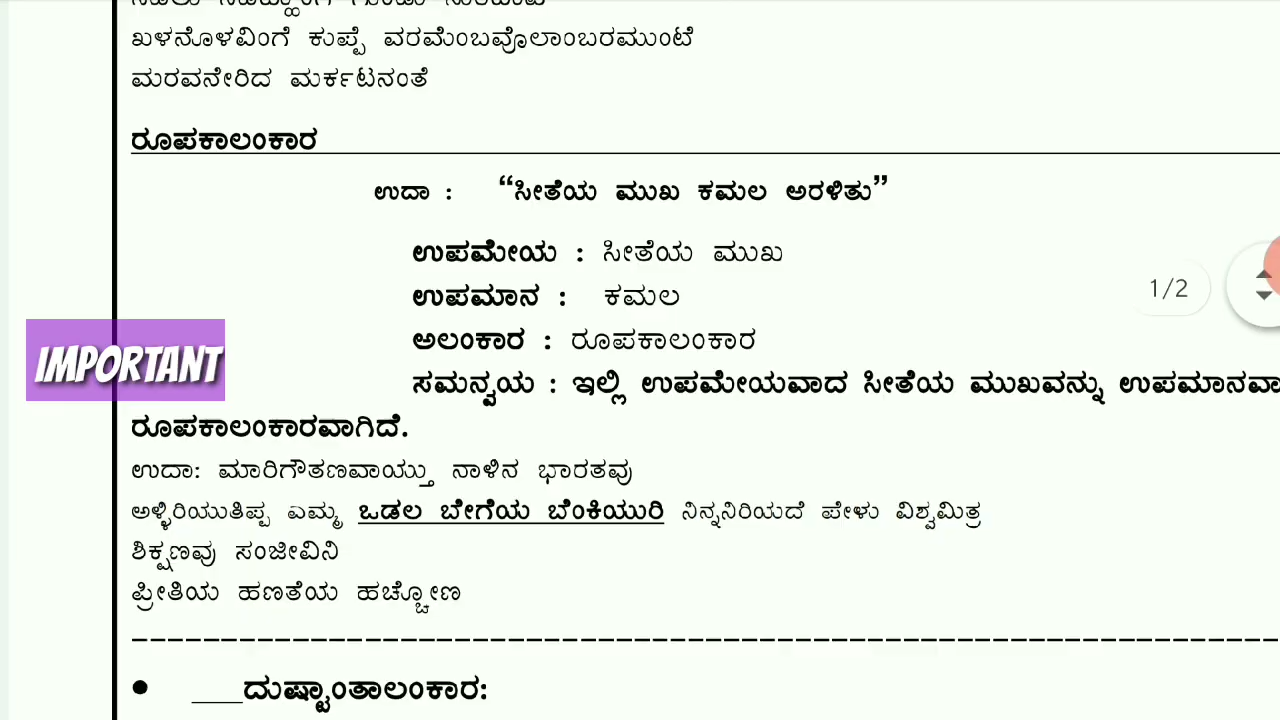 ಖಳನೊಳವಿಂಗೆ ಕುಪ್ಪೆ ವರಮೆಂಬವೊಲಾಂಬರಮುಂಟೆ
ಮರವನೇರಿದ ಮರ್ಕಟನಂತೆ
ರೂಪಕಾಲಂಕಾರ
ಉದಾ : “ಸೀತೆಯ ಮುಖ ಕಮಲ ಅರಳಿತು”
ಉಪಮೇಯ : ಸೀತೆಯ ಮುಖ
ಉಪಮಾನ : ಕಮಲ
1/2
ಅಲಂಕಾರ : ರೂಪಕಾಲಂಕಾರ
IMPORTANT
ಸಮನ್ವಯ : ಇಲ್ಲಿ ಉಪಮೇಯವಾದ ಸೀತೆಯ ಮುಖವನ್ನು ಉಪಮಾನವಾ
ರೂಪಕಾಲಂಕಾರವಾಗಿದೆ.
ಉದಾ: ಮಾರಿಗೌತಣವಾಯ್ತು ನಾಳಿನ ಭಾರತವು
ಅಳ್ಳಿರಿಯುತಿಪ್ಪ ಎಮ್ಮ ಒಡಲ ಬೇಗೆಯ ಬೆಂಕಿಯುರಿ ನಿನ್ನನಿರಿಯದೆ ಪೇಳು ವಿಶ್ವಮಿತ್ರ
ಶಿಕ್ಷಣವು ಸಂಜೀವಿನಿ
ಪ್ರೀತಿಯ ಹಣತೆಯ ಹಚ್ಚೋಣ
● ___ದುಷ್ಟಾಂತಾಲಂಕಾರ: